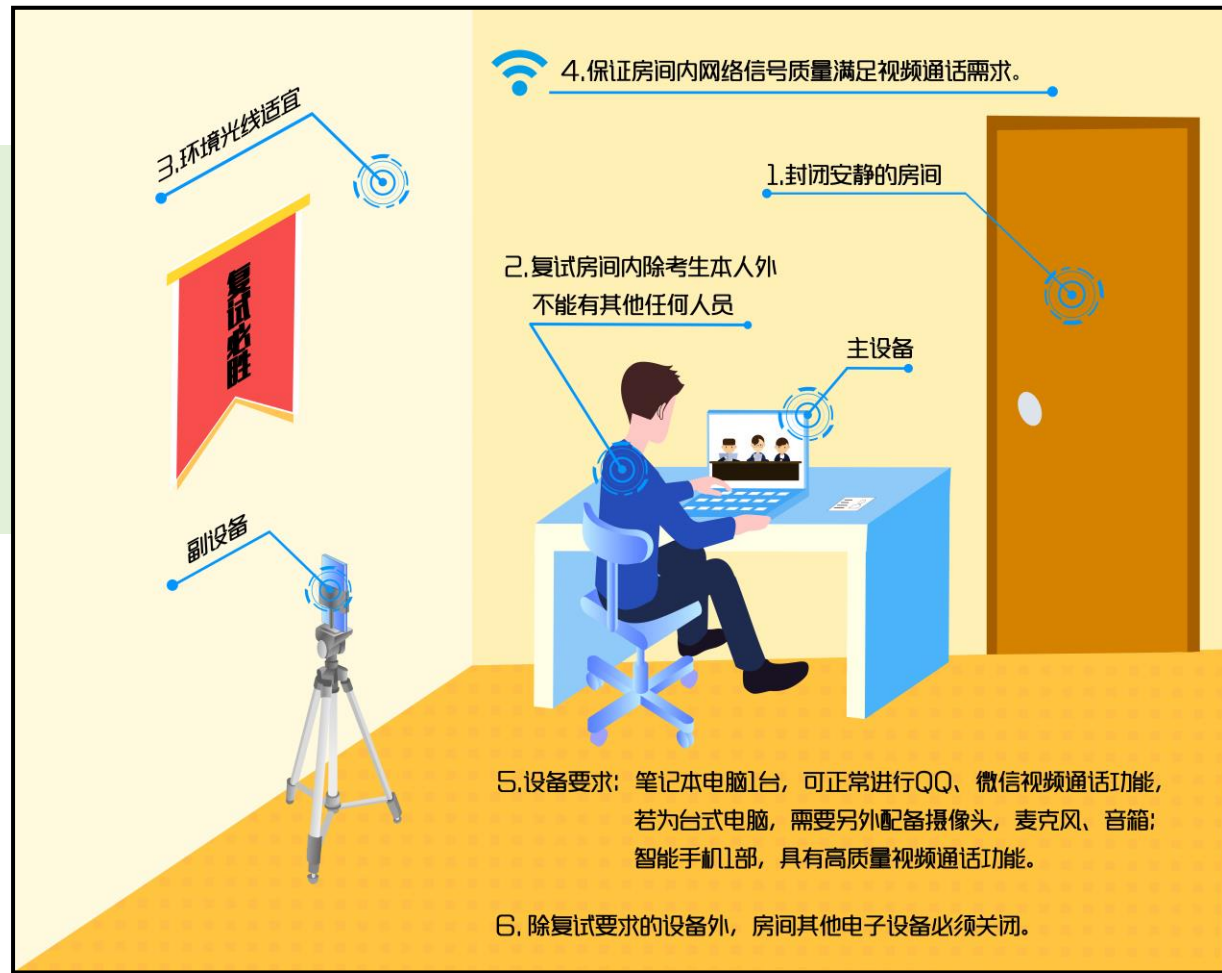 4.保证房间内网络信号质量满足视频通话需求。
3.环境光线适宜
1.封闭安静的房间
复试必胜
2.复试房间内除考生本人外
不能有其他任何人员
主设备
副设备
5.设备要求：笔记本电脑1台，可正常进行QQ、微信视频通话功能，
若为台式电脑，需要另外配备摄像头，麦克风、音箱；
智能手机1部，具有高质量视频通话功能。
6.除复试要求的设备外，房间其他电子设备必须关闭。